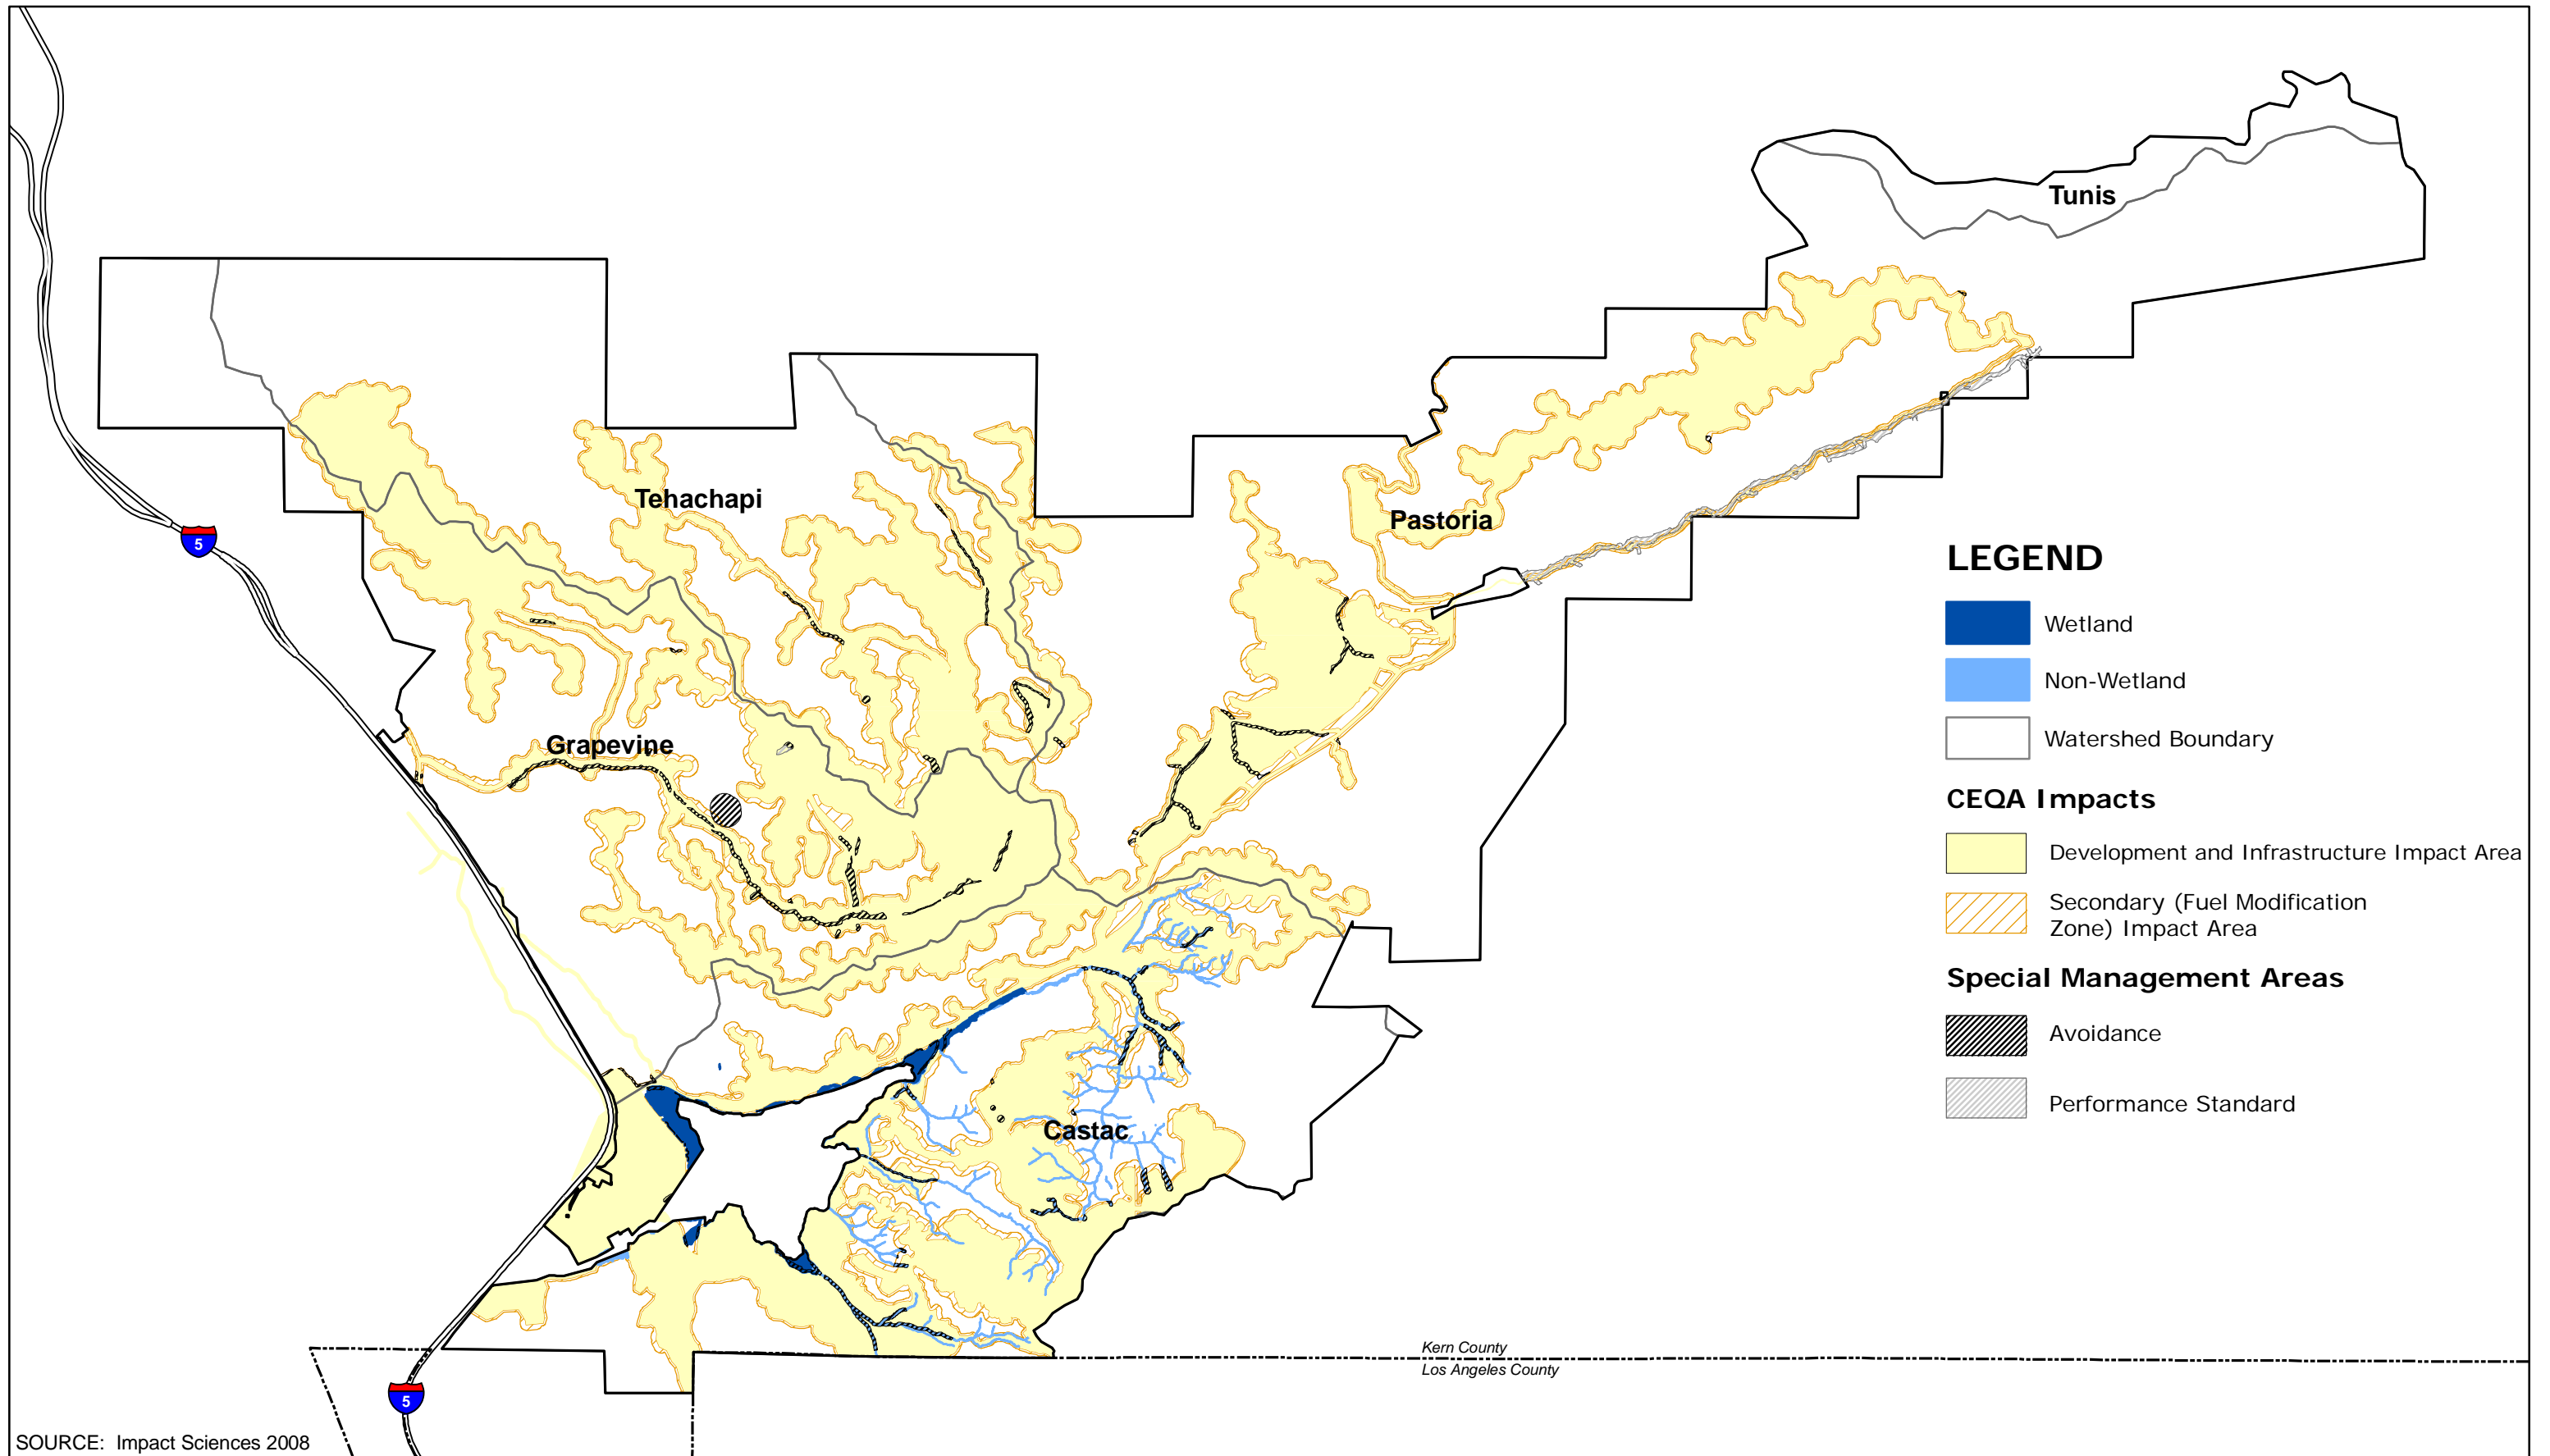 Tunis
Tehachapi
Pastoria
5
LEGEND
Wetland
Non-Wetland
Watershed Boundary
Grapevine
CEQA Impacts
Development and Infrastructure Impact Area
Secondary (Fuel Modification
Zone) Impact Area
Special Management Areas
Avoidance
Performance Standard
Castac
Kern County
Los Angeles County
5
SOURCE: Impact Sciences 2008